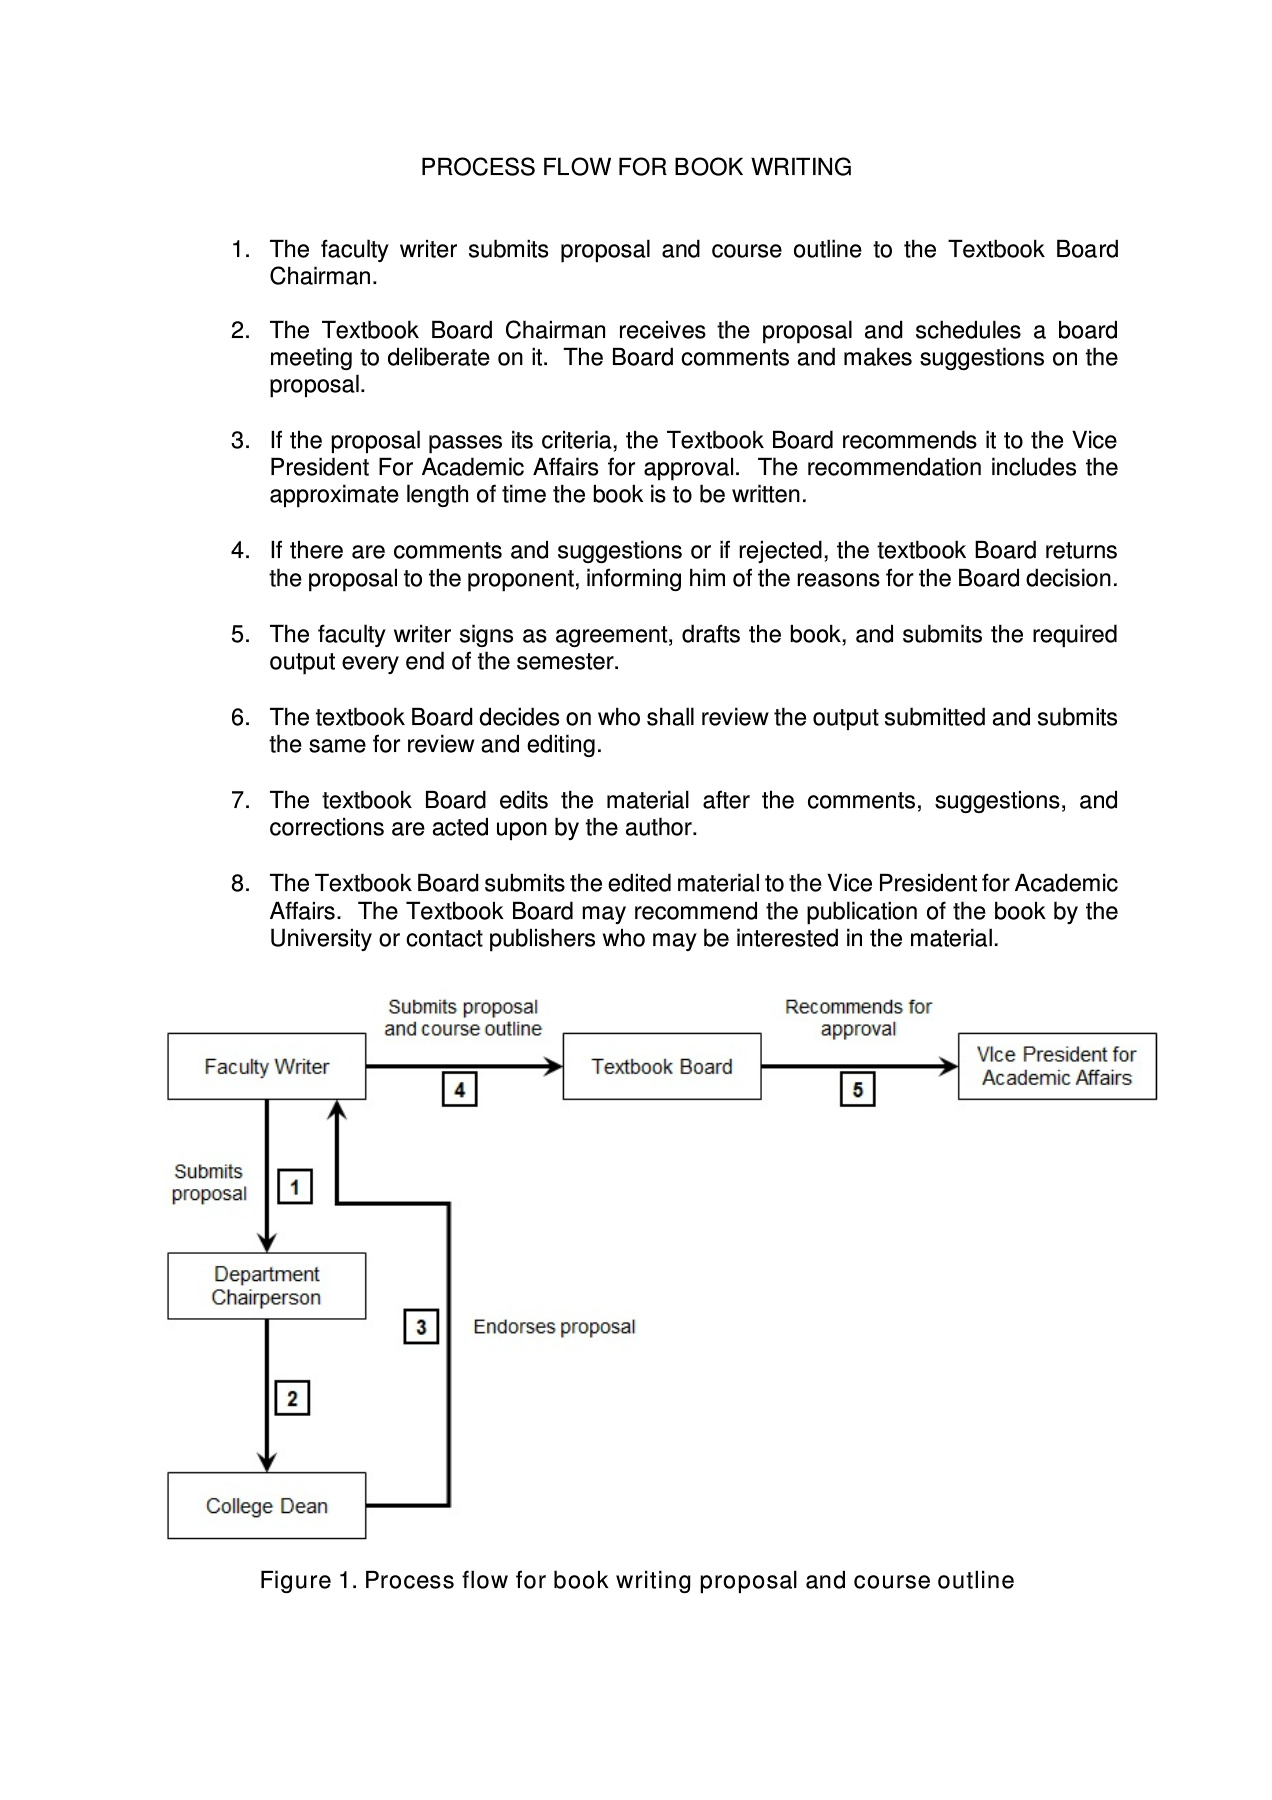 PROCESS FLOW FOR BOOK WRITING
1. The faculty writer submits proposal and course outline to the Textbook Board
Chairman.
2. The Textbook Board Chairman receives the proposal and schedules a board
meeting to deliberate on it. The Board comments and makes suggestions on the
proposal.
3. If the proposal passes its criteria, the Textbook Board recommends it to the Vice
President For Academic Affairs for approval. The recommendation includes the
approximate length of time the book is to be written.
4. If there are comments and suggestions or if rejected, the textbook Board returns
the proposal to the proponent, informing him of the reasons for the Board decision.
5. The faculty writer signs as agreement, drafts the book, and submits the required
output every end of the semester.
6. The textbook Board decides on who shall review the output submitted and submits
the same for review and editing.
7. The textbook Board edits the material after the comments, suggestions, and
corrections are acted upon by the author.
8. The Textbook Board submits the edited material to the Vice President for Academic
Affairs. The Textbook Board may recommend the publication of the book by the
University or contact publishers who may be interested in the material.
Submits proposal
and course outline
Recommends for
approval
Faculty Writer
Textbook Board
VIce President for
Academic Affairs
4
5
Submits
proposal
1
Department
Chairperson
3
Endorses proposal
2
College Dean
Figure 1. Process flow for book writing proposal and course outline